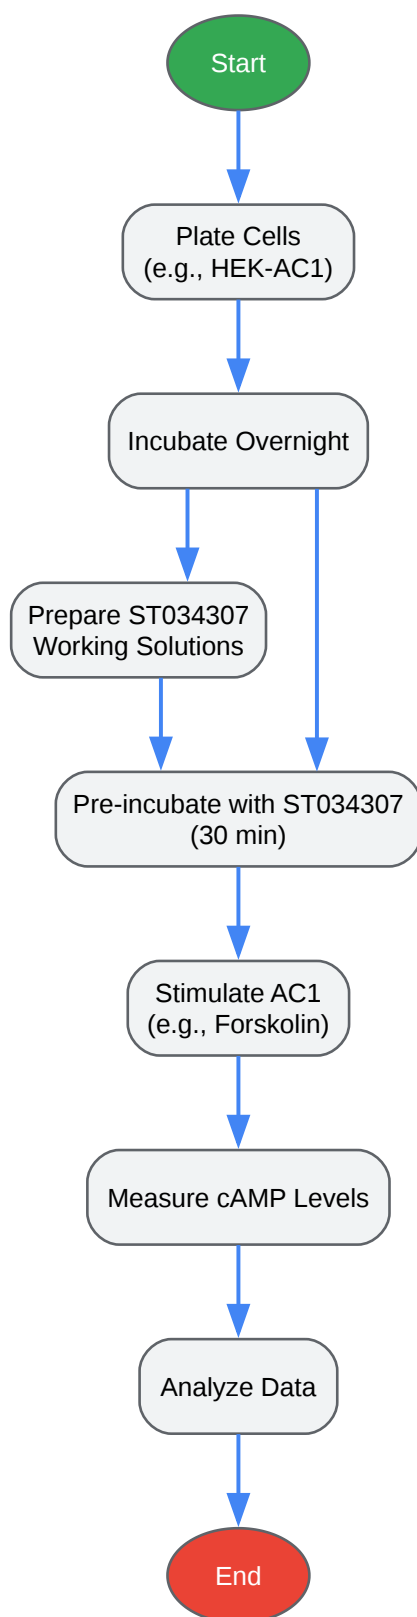 Start
Plate Cells
(e.g., HEK-AC1)
Incubate Overnight
Prepare ST034307
Working Solutions
Pre-incubate with ST034307
(30 min)
Stimulate AC1
(e.g., Forskolin)
Measure cAMP Levels
Analyze Data
End